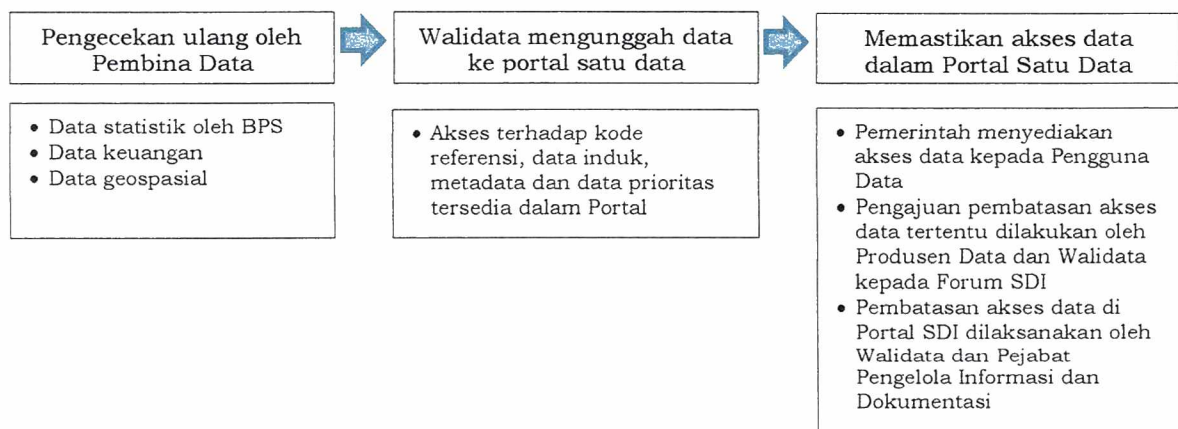 Pengecekan ulang oleh
Pembina Data
Walidata mengunggah data
ke portal satu data
Memastikan akses data
dalam Portal Satu Data
• Data statistik oleh BPS
• Data keuangan
• Data geospasial
• Akses terhadap kode
referensi, data induk,
metadata dan data prioritas
tersedia dalam Portal
• Pemerintah menyediakan
akses data kepada Pengguna
Data
• Pengajuan pembatasan akses
data tertentu dilakukan oleh
Produsen Data dan Walidata
kepada Forum SDI
• Pembatasan akses data di
Portal SDI dilaksanakan oleh
Walidata dan Pejabat
Pengelola Informasi dan
Dokumentasi